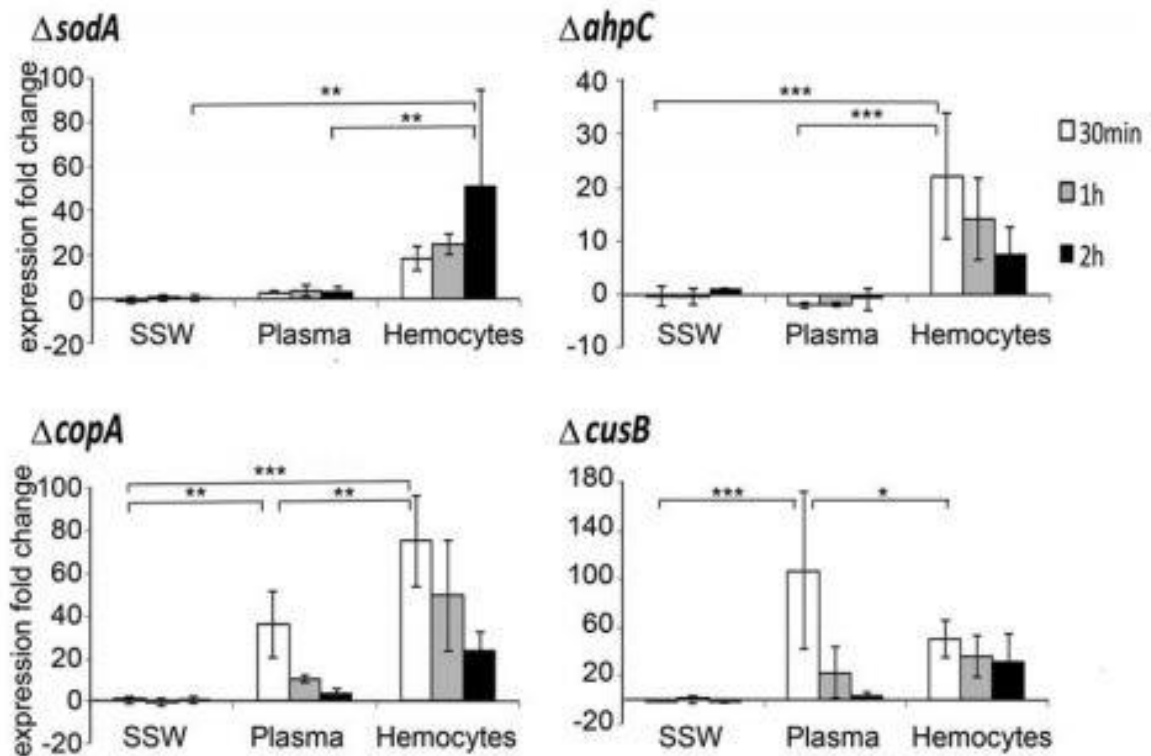 ΔsodA
expression fold change
100
80
60
40
20
0
-20
**
**
SSW Plasma Hemocytes
ΔahpC
40
30
20
10
0
-10
***
***
SSW Plasma Hemocytes
30min
1h
2h
ΔcopA
expression fold change
100
80
60
40
20
0
-20
***
** **
SSW Plasma Hemocytes
ΔcusB
180
140
100
60
20
-20
*** *
SSW Plasma Hemocytes